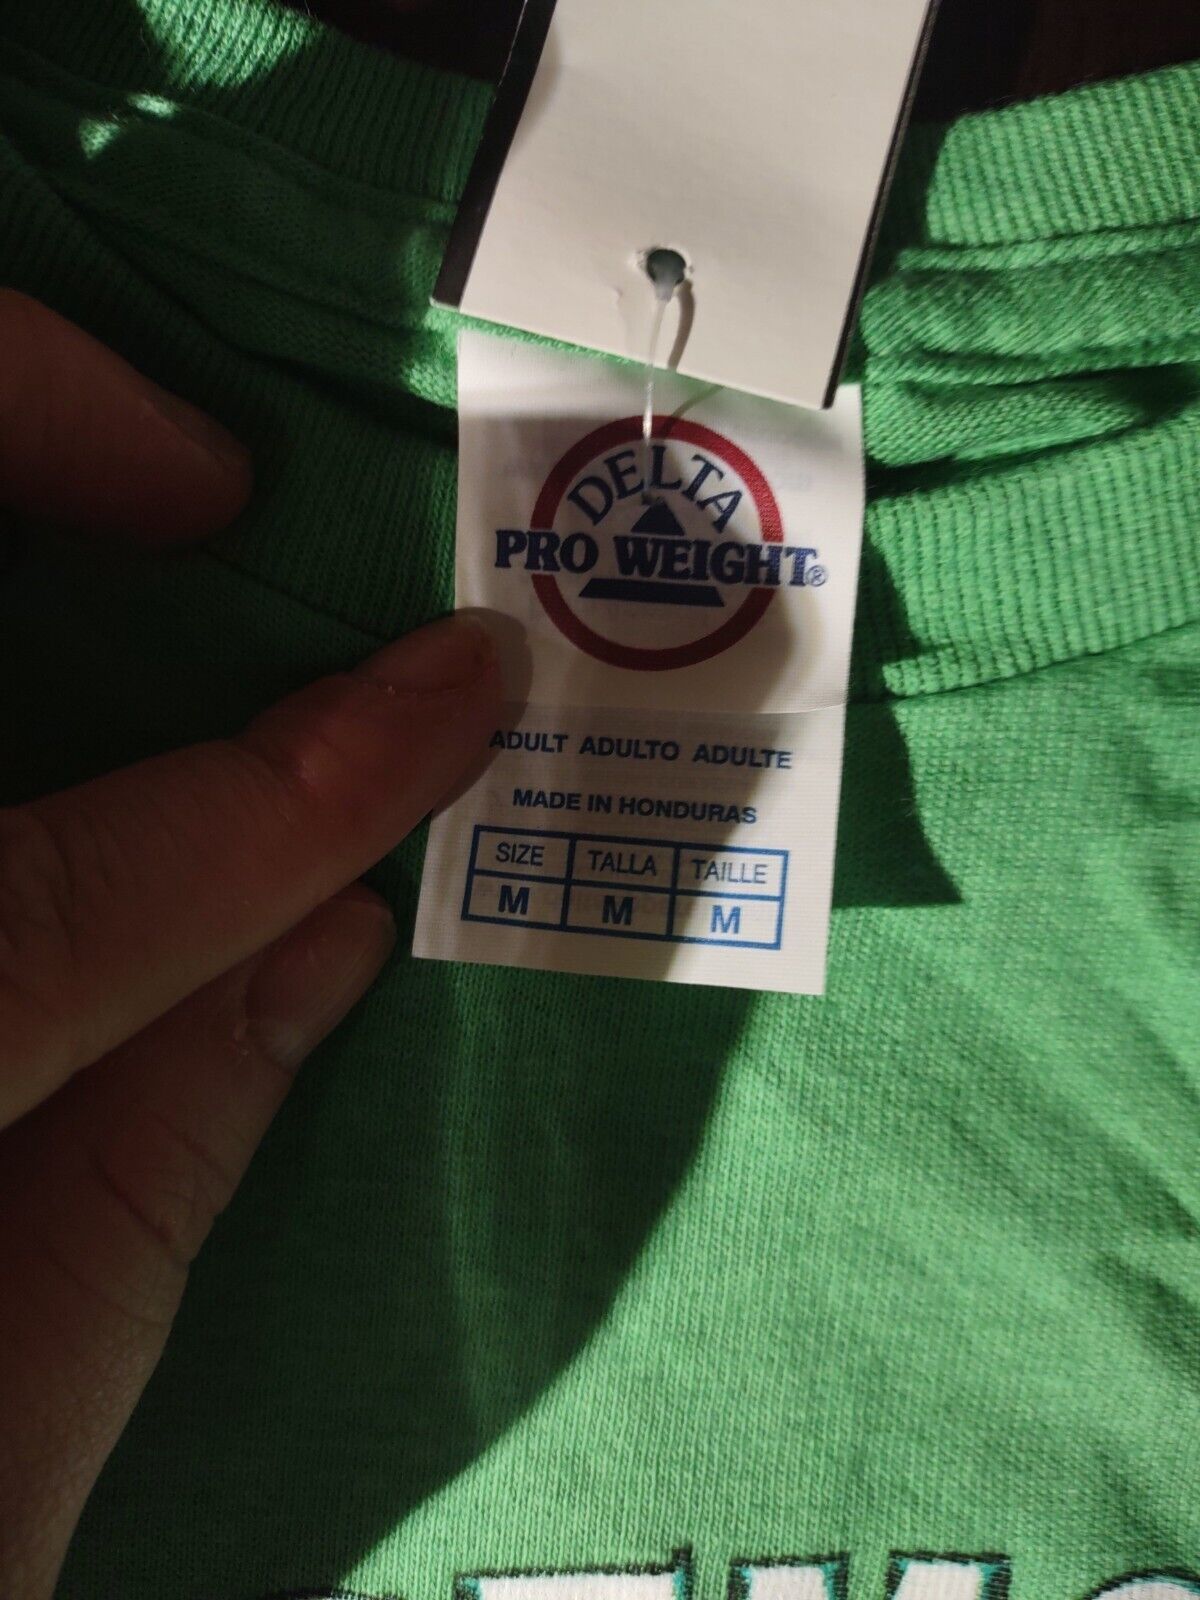 DELTA
PRO WEIGHT®
ADULT ADULTO ADULTE
MADE IN HONDURAS
SIZE TALLA TAILLE
M M M